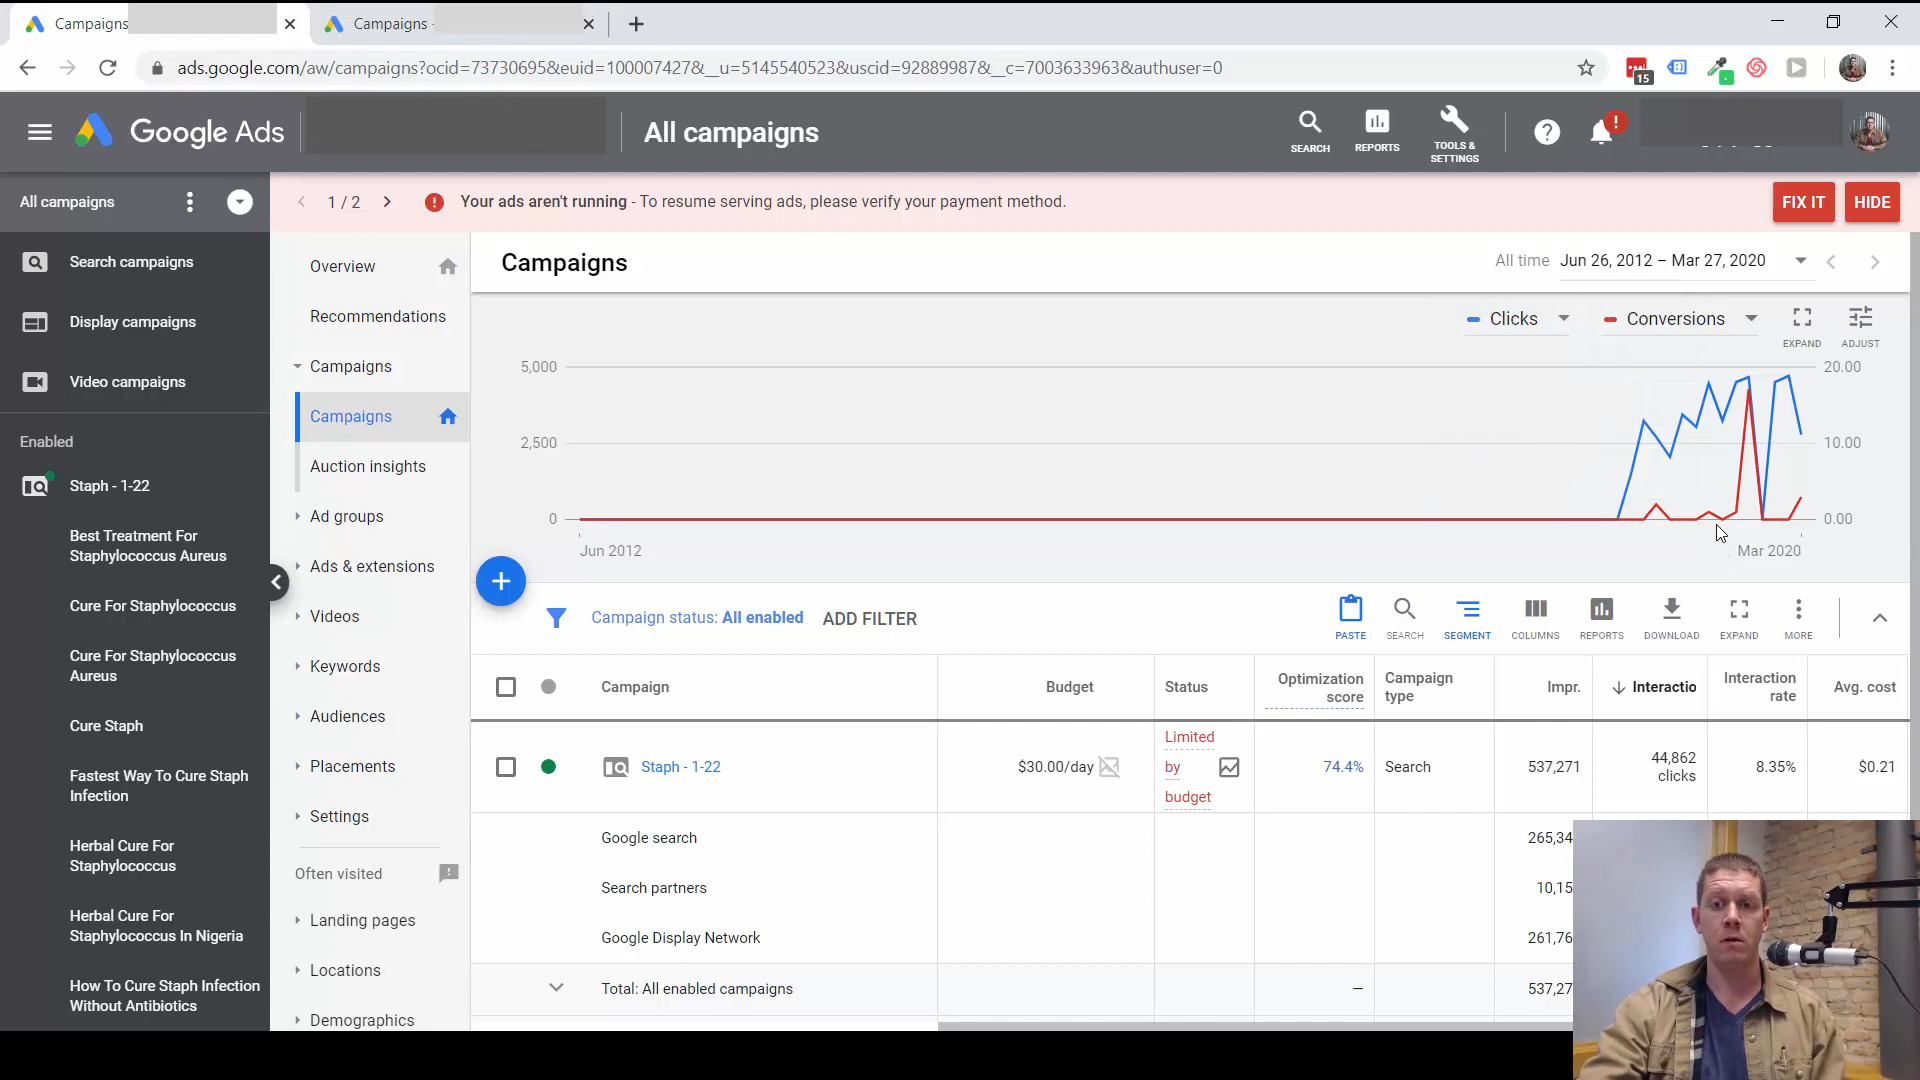 Campaigns
Campaigns -
ads.google.com/aw/campaigns?ocid=73730695&euid=100007427&__u=5145540523&uscid=92889987&__c=7003633963&authuser=0
15
Google Ads
All campaigns
SEARCH
REPORTS
TOOLS &
SETTINGS
?
!
All campaigns
1 / 2
Your ads aren't running - To resume serving ads, please verify your payment method.
FIX IT
HIDE
Search campaigns
Display campaigns
Video campaigns
Enabled
Staph - 1-22
Best Treatment For
Staphylococcus Aureus
Cure For Staphylococcus
Cure For Staphylococcus
Aureus
Cure Staph
Fastest Way To Cure Staph
Infection
Herbal Cure For
Staphylococcus
Herbal Cure For
Staphylococcus In Nigeria
How To Cure Staph Infection
Without Antibiotics
Overview
Recommendations
Campaigns
Campaigns
Auction insights
Ad groups
Ads & extensions
Videos
Keywords
Audiences
Placements
Settings
Often visited
Landing pages
Locations
Demographics
Campaigns
All time
Jun 26, 2012 – Mar 27, 2020
Clicks
Conversions
EXPAND
ADJUST
5,000
2,500
0
20.00
10.00
0.00
Jun 2012
Mar 2020
Campaign status: All enabled
ADD FILTER
PASTE
SEARCH
SEGMENT
COLUMNS
REPORTS
DOWNLOAD
EXPAND
MORE
Campaign
Budget
Status
Optimization
score
Campaign
type
Impr.
Interactio
Interaction
rate
Avg. cost
Staph - 1-22
$30.00/day
Limited
by
budget
74.4%
Search
537,271
44,862
clicks
8.35%
$0.21
Google search
265,34
Search partners
10,15
Google Display Network
261,76
Total: All enabled campaigns
–
537,27